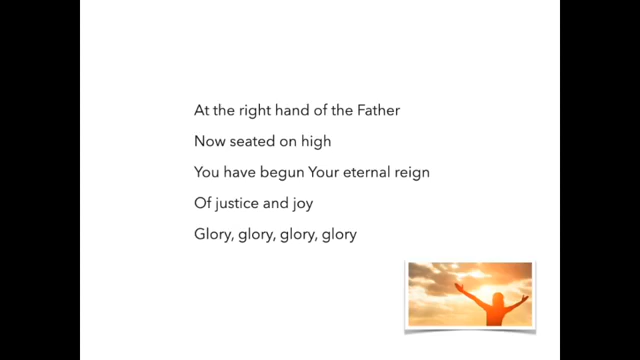 At the right hand of the Father
Now seated on high
You have begun Your eternal reign
Of justice and joy
Glory, glory, glory, glory